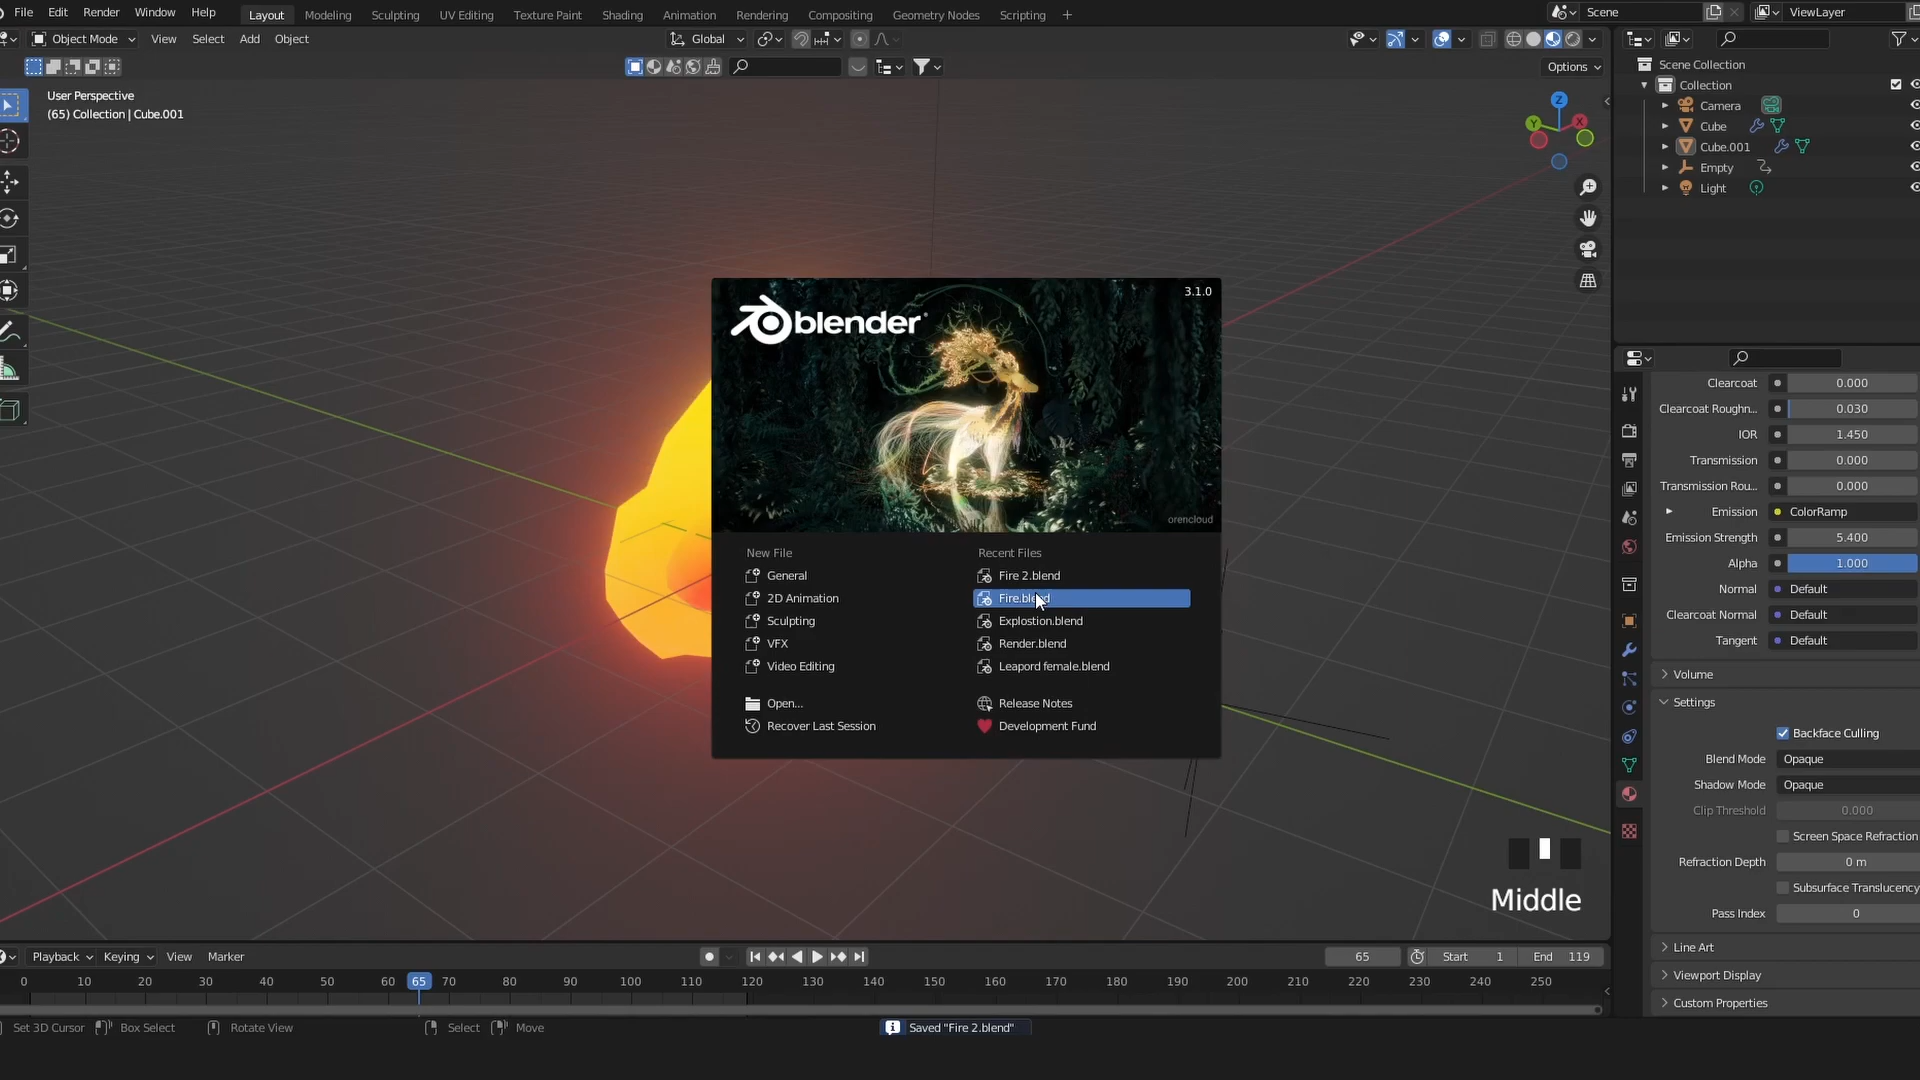 File Edit Render Window Help Layout Modeling Sculpting UV Editing Texture Paint Shading Animation Rendering Compositing Geometry Nodes Scripting + Scene ViewLayer
Object Mode View Select Add Object Global
Options
User Perspective
(65) Collection | Cube.001
Z
Y X
Scene Collection
Collection
Camera
Cube
Cube.001
Empty
Light
blender
3.1.0
orencloud
New File
General
2D Animation
Sculpting
VFX
Video Editing
Open...
Recover Last Session
Recent Files
Fire 2.blend
Fire.blend
Explostion.blend
Render.blend
Leapord female.blend
Release Notes
Development Fund
Clearcoat 0.000
Clearcoat Roughn... 0.030
IOR 1.450
Transmission 0.000
Transmission Rou... 0.000
Emission ColorRamp
Emission Strength 5.400
Alpha 1.000
Normal Default
Clearcoat Normal Default
Tangent Default
Volume
Settings
Backface Culling
Blend Mode Opaque
Shadow Mode Opaque
Clip Threshold 0.000
Screen Space Refraction
Refraction Depth 0 m
Subsurface Translucency
Pass Index 0
Line Art
Viewport Display
Custom Properties
Middle
Playback Keying View Marker 65 Start 1 End 119
0 10 20 30 40 50 60 65 70 80 90 100 110 120 130 140 150 160 170 180 190 200 210 220 230 240 250
Set 3D Cursor Box Select Rotate View Select Move Saved "Fire 2.blend"